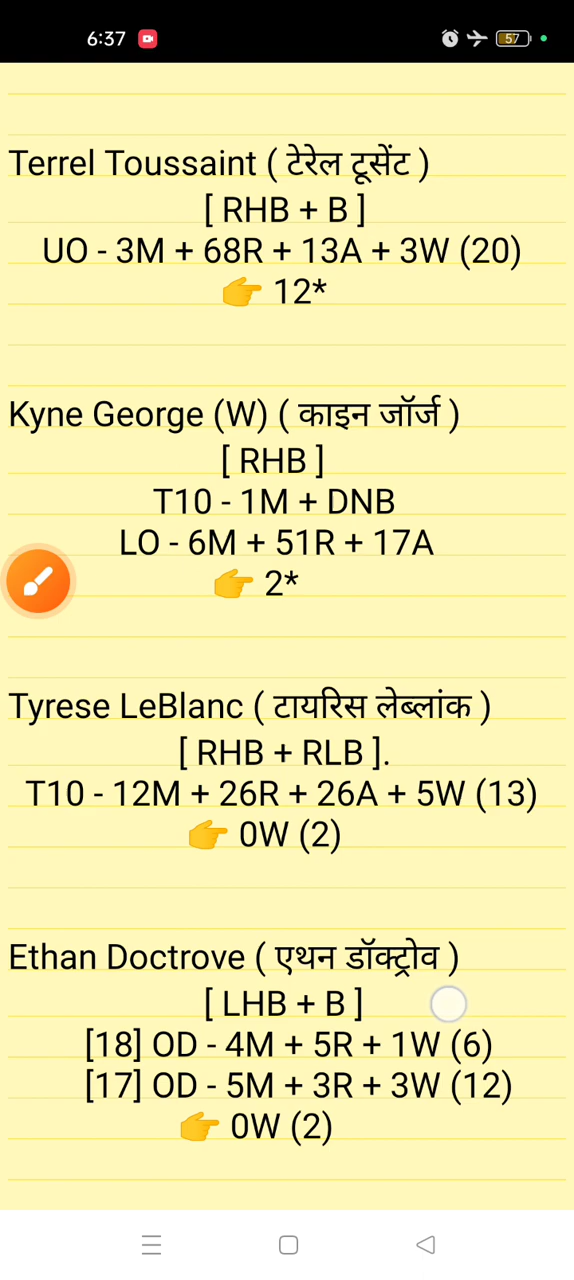 6:37
57
Terrel Toussaint ( टेरेल टूसेंट )
[ RHB + B ]
UO - 3M + 68R + 13A + 3W (20)
👉 12*
Kyne George (W) ( काइन जॉर्ज )
[ RHB ]
T10 - 1M + DNB
LO - 6M + 51R + 17A
👉 2*
Tyrese LeBlanc ( टायरिस लेब्लांक )
[ RHB + RLB ].
T10 - 12M + 26R + 26A + 5W (13)
👉 0W (2)
Ethan Doctrove ( एथन डॉक्ट्रोव )
[ LHB + B ]
[18] OD - 4M + 5R + 1W (6)
[17] OD - 5M + 3R + 3W (12)
👉 0W (2)